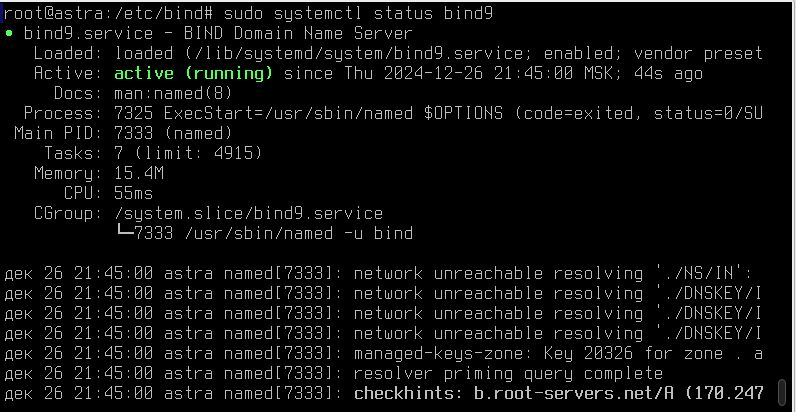 root@astra:/etc/bind# sudo systemctl status bind9
● bind9.service - BIND Domain Name Server
Loaded: loaded (/lib/systemd/system/bind9.service; enabled; vendor preset
Active: active (running) since Thu 2024-12-26 21:45:00 MSK; 44s ago
Docs: man:named(8)
Process: 7325 ExecStart=/usr/sbin/named $OPTIONS (code=exited, status=0/SU
Main PID: 7333 (named)
Tasks: 7 (limit: 4915)
Memory: 15.4M
CPU: 55ms
CGroup: /system.slice/bind9.service
└─7333 /usr/sbin/named -u bind
дек 26 21:45:00 astra named[7333]: network unreachable resolving './NS/IN':
дек 26 21:45:00 astra named[7333]: network unreachable resolving './DNSKEY/I
дек 26 21:45:00 astra named[7333]: network unreachable resolving './DNSKEY/I
дек 26 21:45:00 astra named[7333]: network unreachable resolving './DNSKEY/I
дек 26 21:45:00 astra named[7333]: managed-keys-zone: Key 20326 for zone . a
дек 26 21:45:00 astra named[7333]: resolver priming query complete
дек 26 21:45:00 astra named[7333]: checkhints: b.root-servers.net/A (170.247